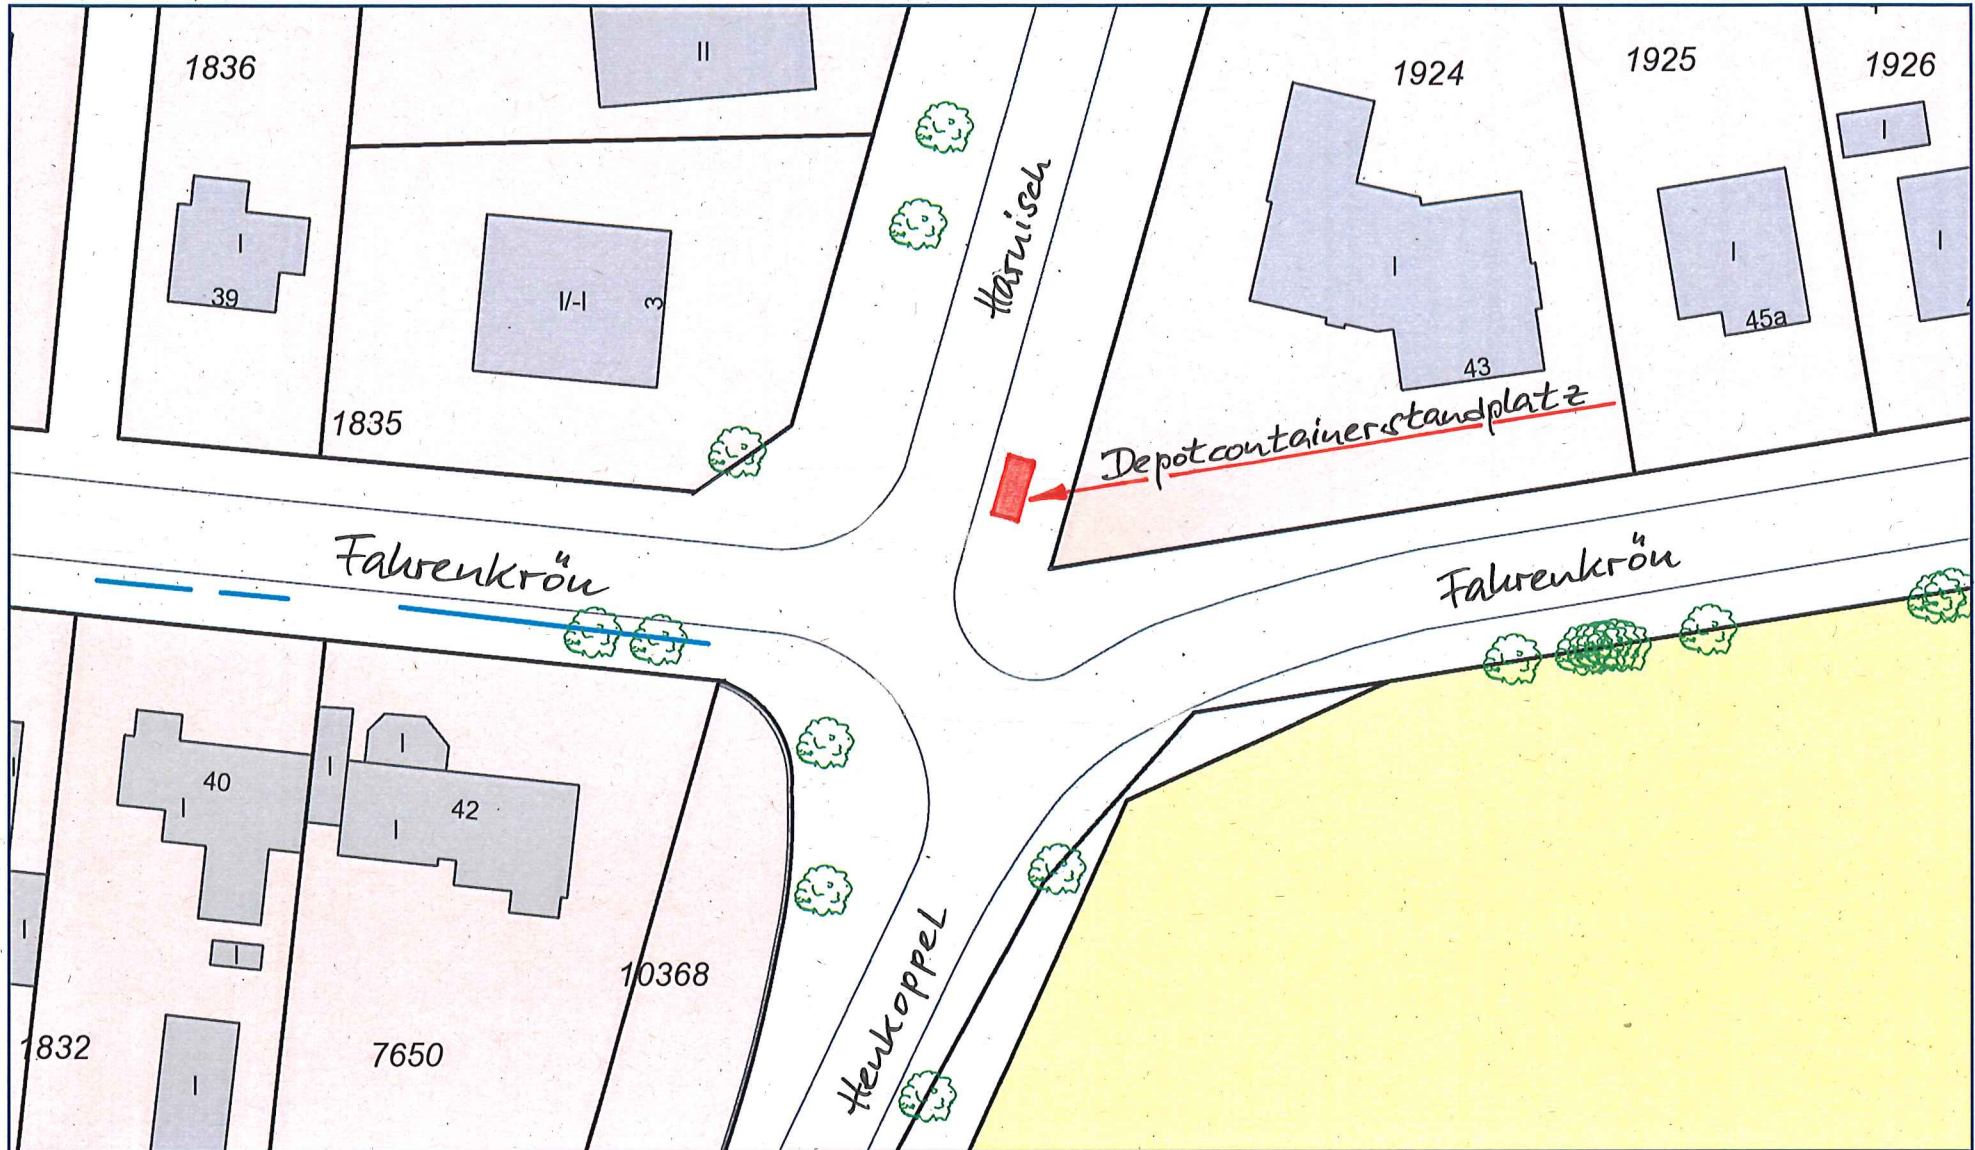 1836
II
1924
1925
1926
I
I
39
I/-I
3
Harnisch
I
43
I
45a
I
1835
Depotcontainerstandplatz
Fahrenkrön
Fahrenkrön
40
I
I
I
42
I
I
I
I
10368
1832
7650
I
Heukoppel